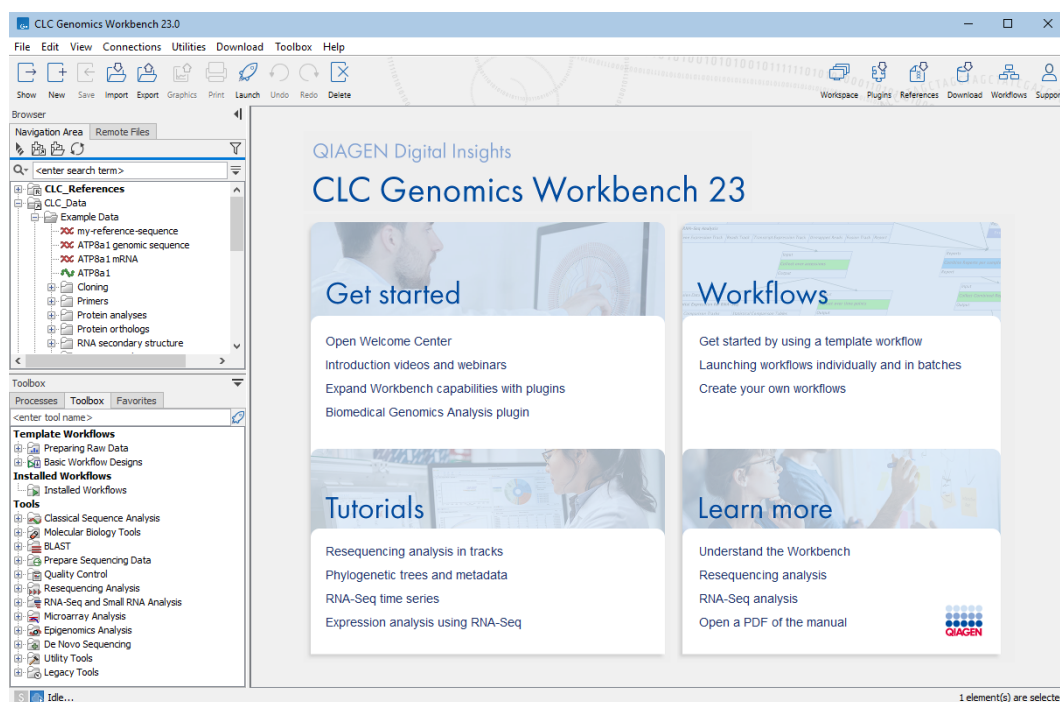 CLC Genomics Workbench 23.0
File Edit View Connections Utilities Download Toolbox Help
Show New Save Import Export Graphics Print Launch Undo Redo Delete
Workspace Plugins References Download Workflows Suppor
Browser
Navigation Area Remote Files
<enter search term>
CLC_References
CLC_Data
Example Data
my-reference-sequence
ATP8a1 genomic sequence
ATP8a1 mRNA
ATP8a1
Cloning
Primers
Protein analyses
Protein orthologs
RNA secondary structure
Toolbox
Processes Toolbox Favorites
<enter tool name>
Template Workflows
Preparing Raw Data
Basic Workflow Designs
Installed Workflows
Installed Workflows
Tools
Classical Sequence Analysis
Molecular Biology Tools
BLAST
Prepare Sequencing Data
Quality Control
Resequencing Analysis
RNA-Seq and Small RNA Analysis
Microarray Analysis
Epigenomics Analysis
De Novo Sequencing
Utility Tools
Legacy Tools
Idle...
QIAGEN Digital Insights
CLC Genomics Workbench 23
Get started
Open Welcome Center
Introduction videos and webinars
Expand Workbench capabilities with plugins
Biomedical Genomics Analysis plugin
Workflows
Get started by using a template workflow
Launching workflows individually and in batches
Create your own workflows
Tutorials
Resequencing analysis in tracks
Phylogenetic trees and metadata
RNA-Seq time series
Expression analysis using RNA-Seq
Learn more
Understand the Workbench
Resequencing analysis
RNA-Seq analysis
Open a PDF of the manual
QIAGEN
1 element(s) are selecte